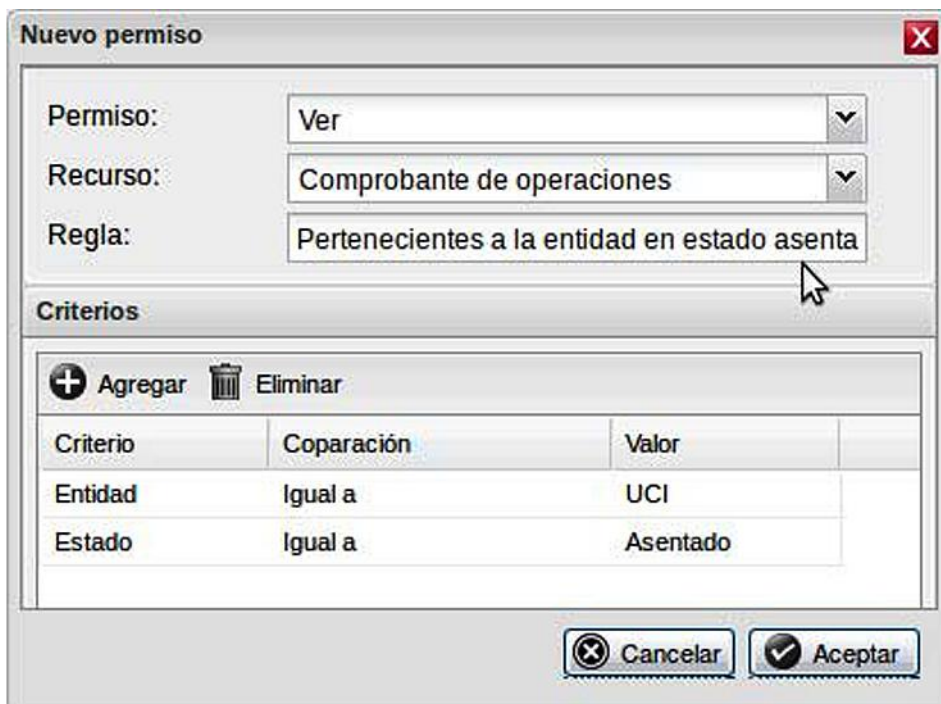 Nuevo permiso
Permiso: Ver
Recurso: Comprobante de operaciones
Regla: Pertenecientes a la entidad en estado asenta
Criterios
Agregar Eliminar
Criterio Coparación Valor
Entidad Igual a UCI
Estado Igual a Asentado
Cancelar Aceptar